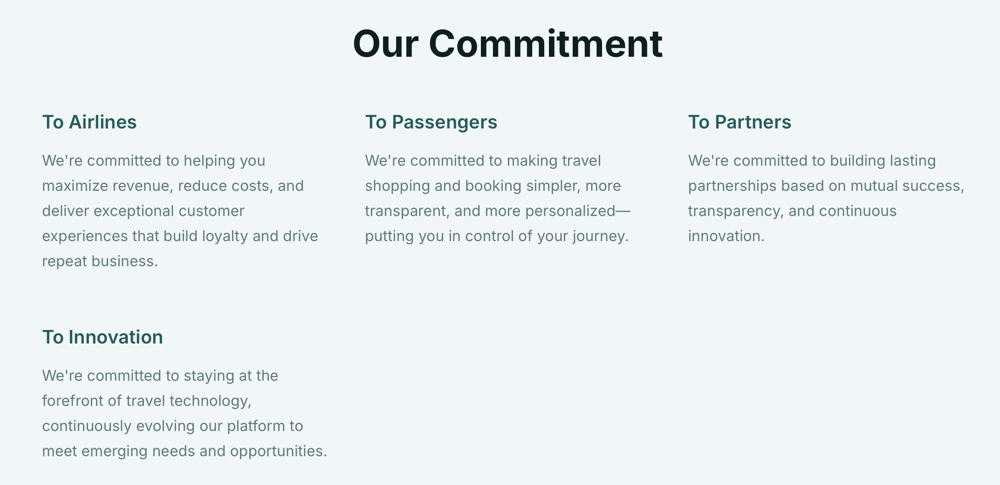 Our Commitment
To Airlines
We're committed to helping you
maximize revenue, reduce costs, and
deliver exceptional customer
experiences that build loyalty and drive
repeat business.
To Passengers
We're committed to making travel
shopping and booking simpler, more
transparent, and more personalized—
putting you in control of your journey.
To Partners
We're committed to building lasting
partnerships based on mutual success,
transparency, and continuous
innovation.
To Innovation
We're committed to staying at the
forefront of travel technology,
continuously evolving our platform to
meet emerging needs and opportunities.